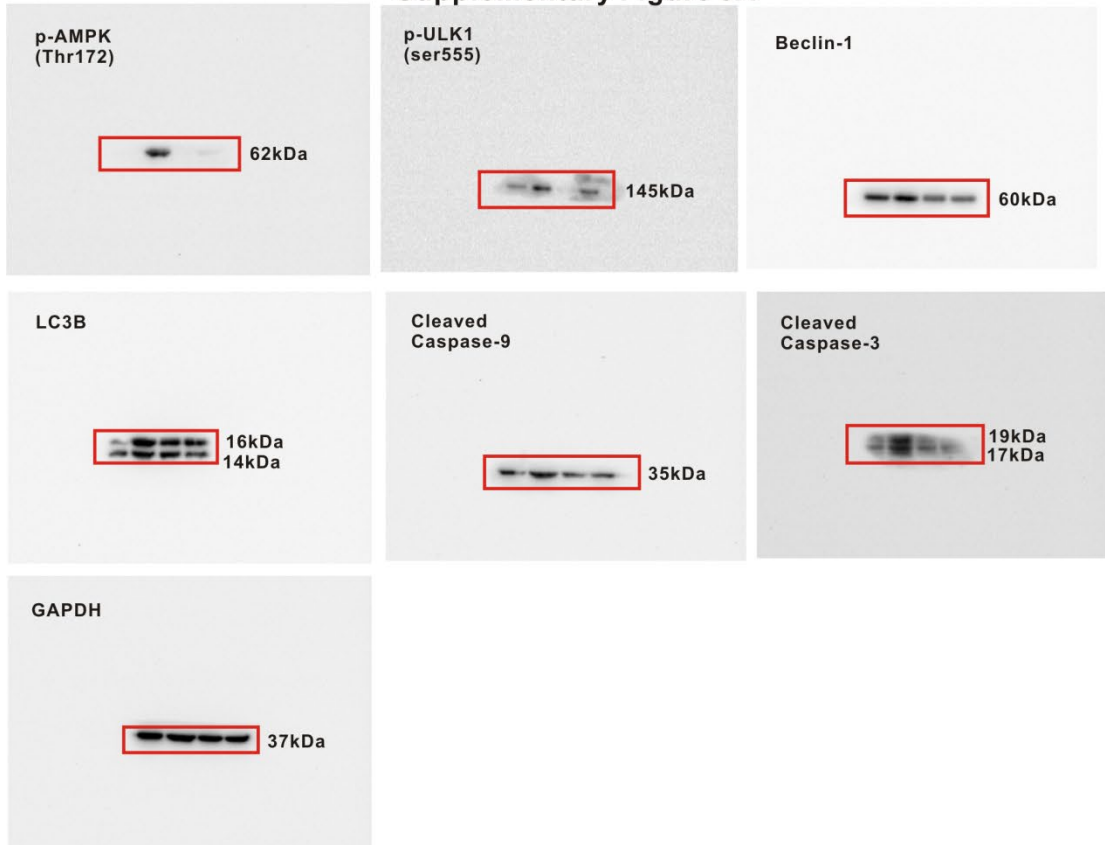 p-AMPK
(Thr172)
62kDa
p-ULK1
(ser555)
145kDa
Beclin-1
60kDa
LC3B
16kDa
14kDa
Cleaved
Caspase-9
35kDa
Cleaved
Caspase-3
19kDa
17kDa
GAPDH
37kDa